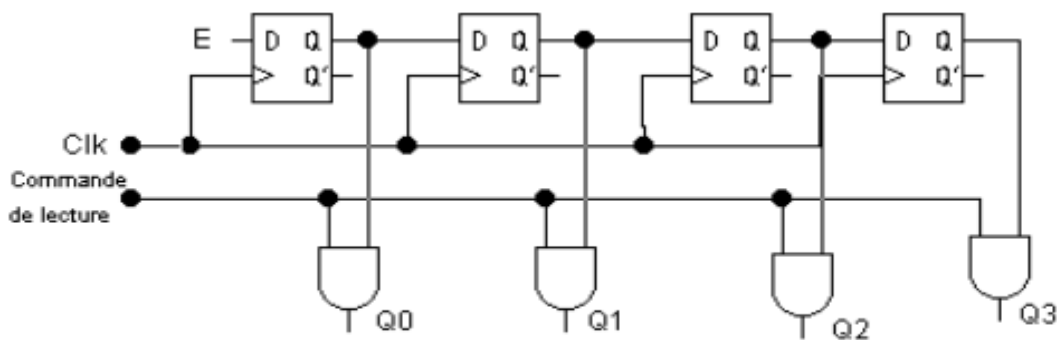 E
D Q
Q'
D Q
Q'
D Q
Q'
D Q
Q'
Clk
Commande
de lecture
Q0
Q1
Q2
Q3